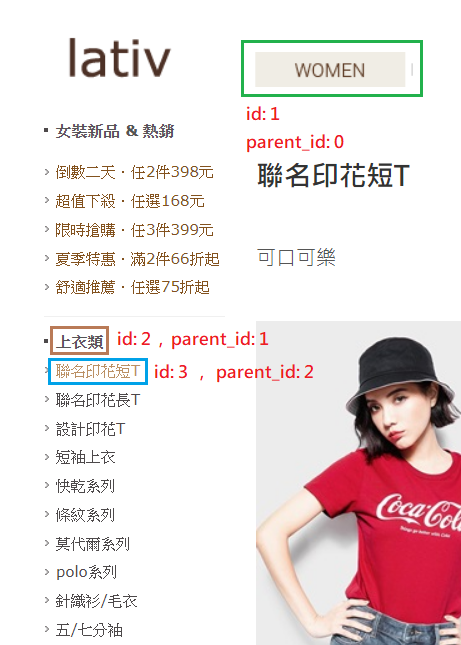 lativ
WOMEN
id: 1
parent_id: 0
女裝新品 & 熱銷
聯名印花短T
倒數二天・任2件398元
超值下殺・任選168元
限時搶購・任3件399元
夏季特惠・滿2件66折起
可口可樂
舒適推薦・任選75折起
上衣類 id: 2 , parent_id: 1
聯名印花短T id: 3 , parent_id: 2
聯名印花長T
設計印花T
短袖上衣
快乾系列
條紋系列
莫代爾系列
polo系列
針織衫/毛衣
五/七分袖
Coca-Col
Things go better with Coke